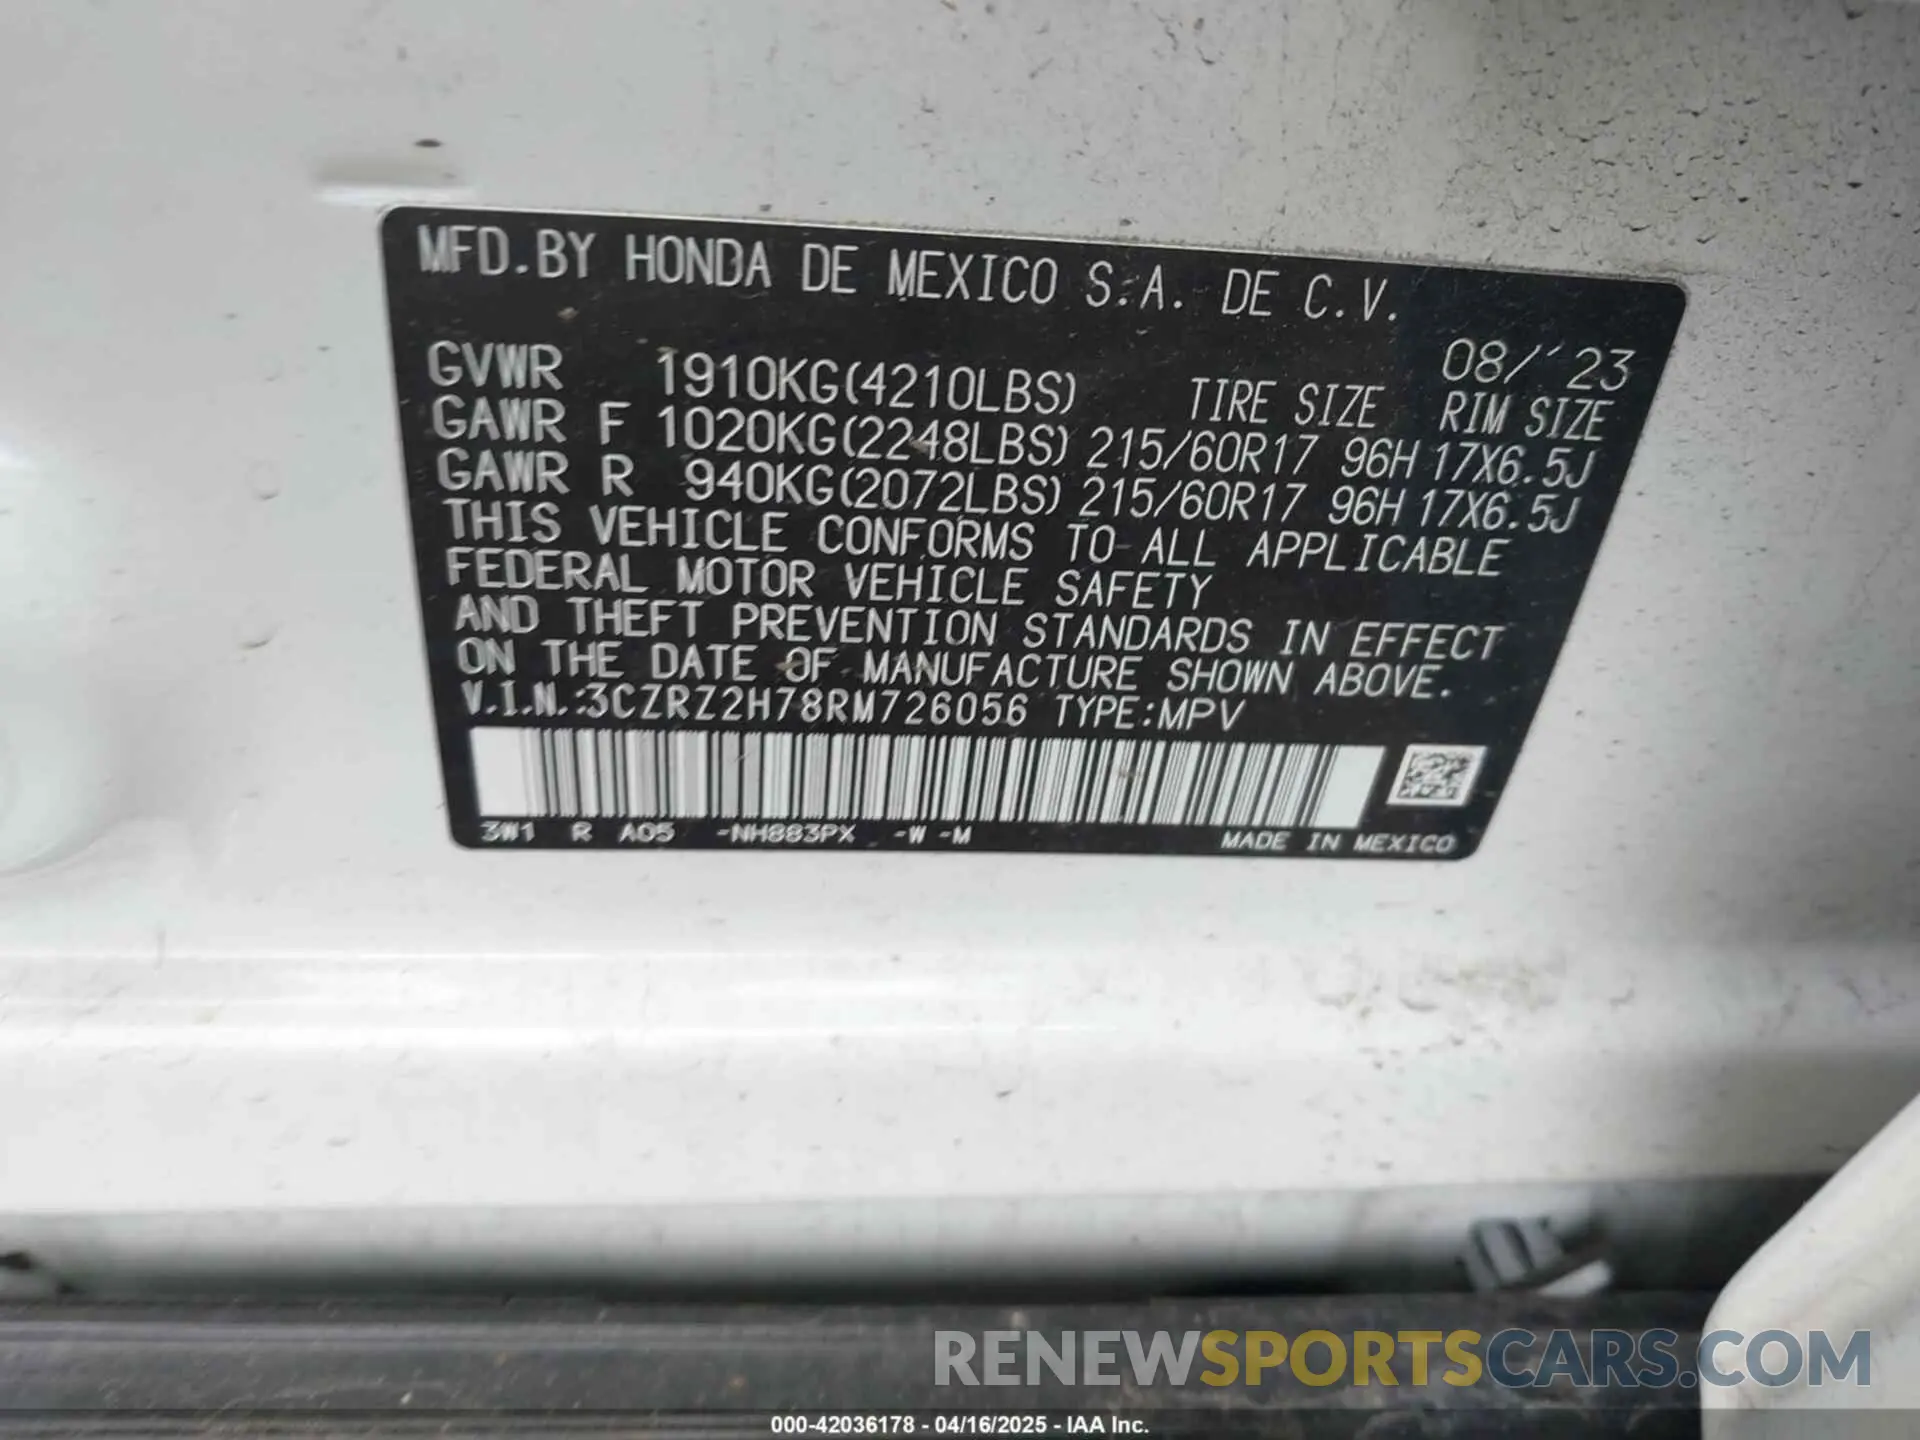 MFD.BY HONDA DE MEXICO S.A. DE C.V.
08/'23
GVWR 1910KG(4210LBS) TIRE SIZE RIM SIZE
GAWR F 1020KG(2248LBS) 215/60R17 96H 17X6.5J
GAWR R 940KG(2072LBS) 215/60R17 96H 17X6.5J
THIS VEHICLE CONFORMS TO ALL APPLICABLE
FEDERAL MOTOR VEHICLE SAFETY
AND THEFT PREVENTION STANDARDS IN EFFECT
ON THE DATE OF MANUFACTURE SHOWN ABOVE.
V.I.N.:3CZRZ2H78RM726056 TYPE:MPV
3W1 R A05 -NH883PX -W -M MADE IN MEXICO
RENEWSPORTSCARS.COM
000-42036178 - 04/16/2025 - IAA Inc.